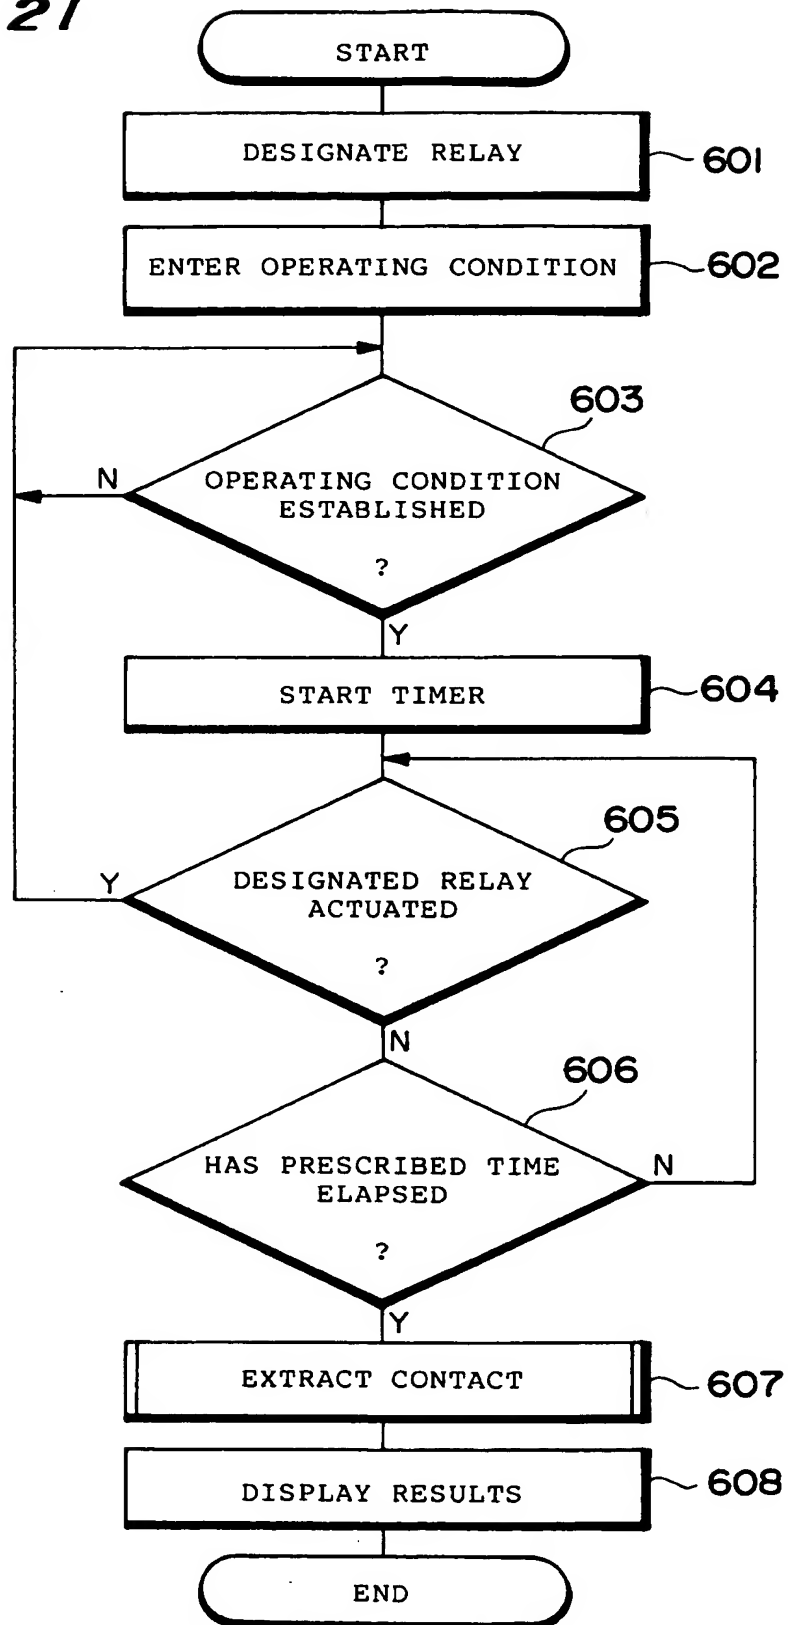 21
START
DESIGNATE RELAY
601
ENTER OPERATING CONDITION
602
603
OPERATING CONDITION
ESTABLISHED
?
N
Y
START TIMER
604
605
DESIGNATED RELAY
ACTUATED
?
Y
N
606
HAS PRESCRIBED TIME
ELAPSED
?
N
Y
EXTRACT CONTACT
607
DISPLAY RESULTS
608
END